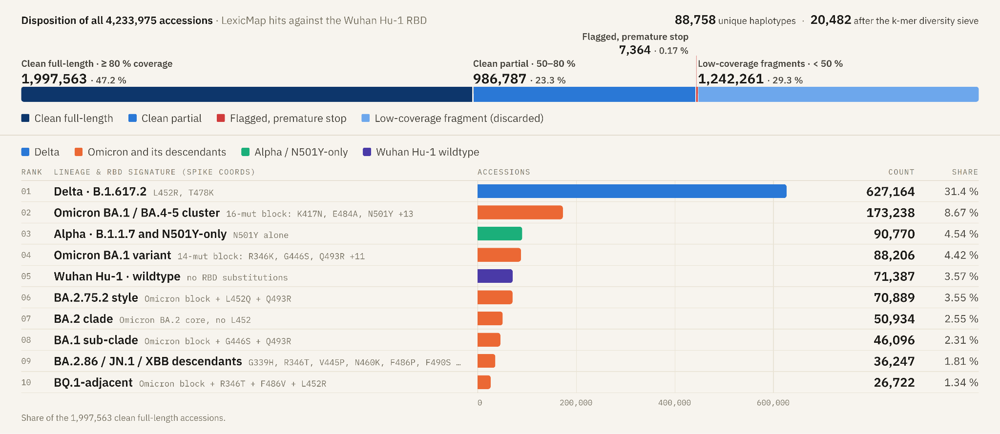 Disposition of all 4,233,975 accessions · LexicMap hits against the Wuhan Hu-1 RBD
88,758 unique haplotypes · 20,482 after the k-mer diversity sieve
Flagged, premature stop
7,364 · 0.17 %
Clean full-length · ≥ 80 % coverage
1,997,563 · 47.2 %
Clean partial · 50–80 %
986,787 · 23.3 %
Low-coverage fragments · < 50 %
1,242,261 · 29.3 %
Clean full-length Clean partial Flagged, premature stop Low-coverage fragment (discarded)
Delta Omicron and its descendants Alpha / N501Y-only Wuhan Hu-1 wildtype
RANK LINEAGE & RBD SIGNATURE (SPIKE COORDS) ACCESSIONS COUNT SHARE
01 Delta · B.1.617.2 L452R, T478K 627,164 31.4 %
02 Omicron BA.1 / BA.4-5 cluster 16-mut block: K417N, E484A, N501Y +13 173,238 8.67 %
03 Alpha · B.1.1.7 and N501Y-only N501Y alone 90,770 4.54 %
04 Omicron BA.1 variant 14-mut block: R346K, G446S, Q493R +11 88,206 4.42 %
05 Wuhan Hu-1 · wildtype no RBD substitutions 71,387 3.57 %
06 BA.2.75.2 style Omicron block + L452Q + Q493R 70,889 3.55 %
07 BA.2 clade Omicron BA.2 core, no L452 50,934 2.55 %
08 BA.1 sub-clade Omicron block + G446S + Q493R 46,096 2.31 %
09 BA.2.86 / JN.1 / XBB descendants G339H, R346T, V445P, N460K, F486P, F490S … 36,247 1.81 %
10 BQ.1-adjacent Omicron block + R346T + F486V + L452R 26,722 1.34 %
0 200,000 400,000 600,000
Share of the 1,997,563 clean full-length accessions.